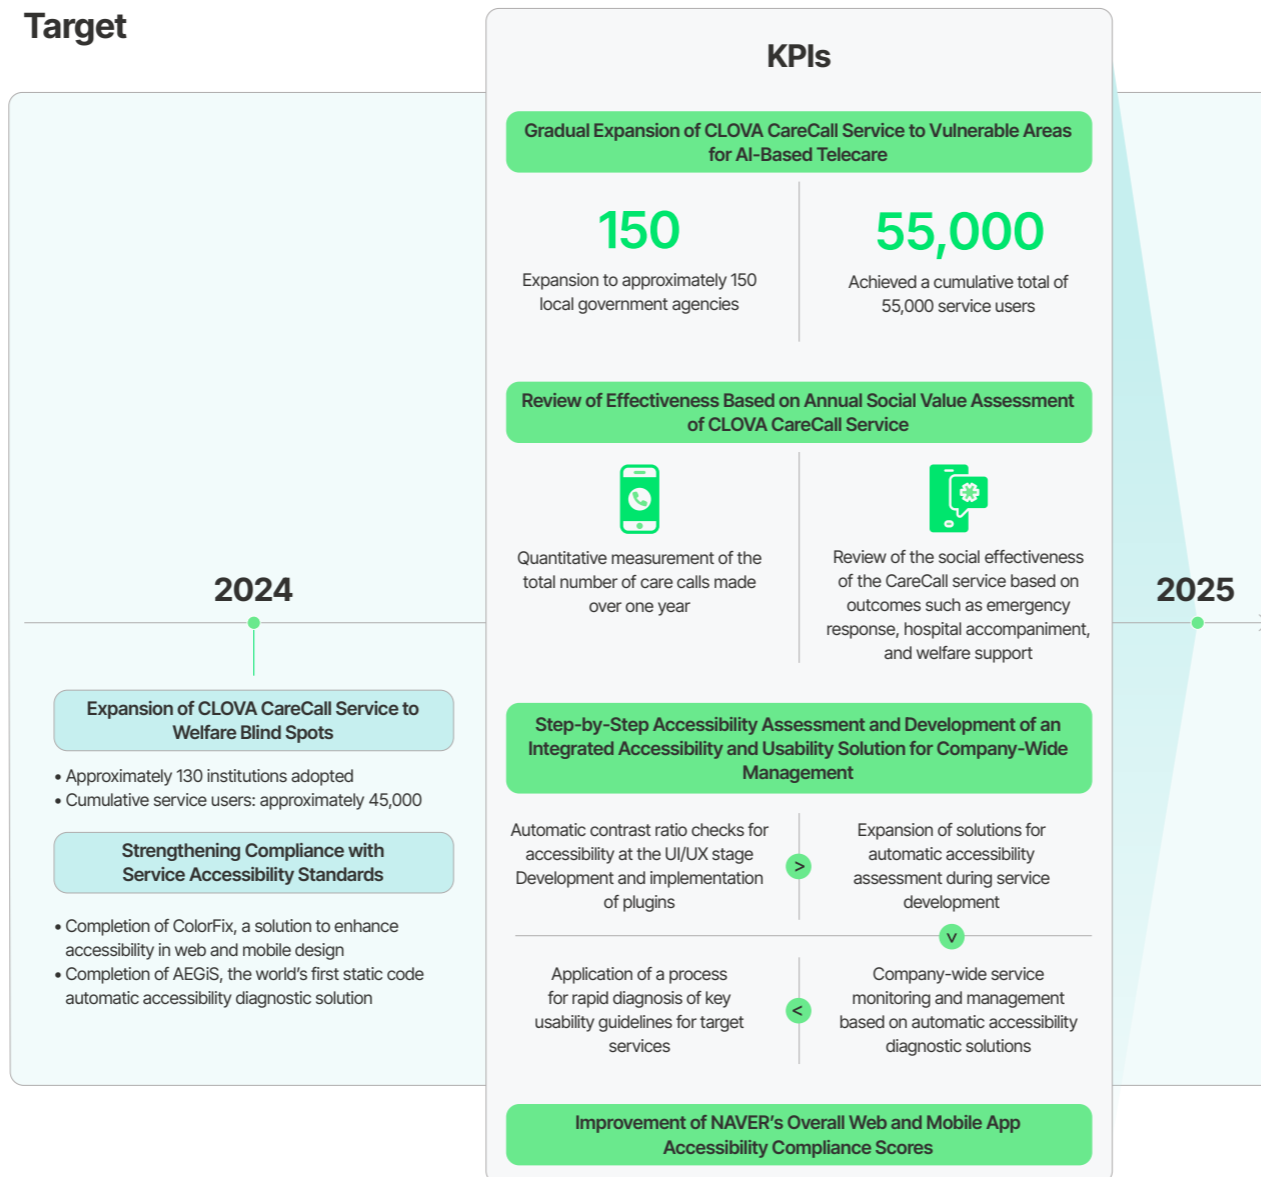 Target
KPIs
Gradual Expansion of CLOVA CareCall Service to Vulnerable Areas
for AI-Based Telecare
150
Expansion to approximately 150
local government agencies
55,000
Achieved a cumulative total of
55,000 service users
Review of Effectiveness Based on Annual Social Value Assessment
of CLOVA CareCall Service
Quantitative measurement of the
total number of care calls made
over one year
Review of the social effectiveness
of the CareCall service based on
outcomes such as emergency
response, hospital accompaniment,
and welfare support
2024
2025
Expansion of CLOVA CareCall Service to
Welfare Blind Spots
• Approximately 130 institutions adopted
• Cumulative service users: approximately 45,000
Strengthening Compliance with
Service Accessibility Standards
• Completion of ColorFix, a solution to enhance
accessibility in web and mobile design
• Completion of AEGiS, the world's first static code
automatic accessibility diagnostic solution
Step-by-Step Accessibility Assessment and Development of an
Integrated Accessibility and Usability Solution for Company-Wide
Management
Automatic contrast ratio checks for
accessibility at the UI/UX stage
Development and implementation
of plugins
>
Expansion of solutions for
automatic accessibility
assessment during service
development
v
Application of a process
for rapid diagnosis of key
usability guidelines for target
services
<
Company-wide service
monitoring and management
based on automatic accessibility
diagnostic solutions
Improvement of NAVER's Overall Web and Mobile App
Accessibility Compliance Scores